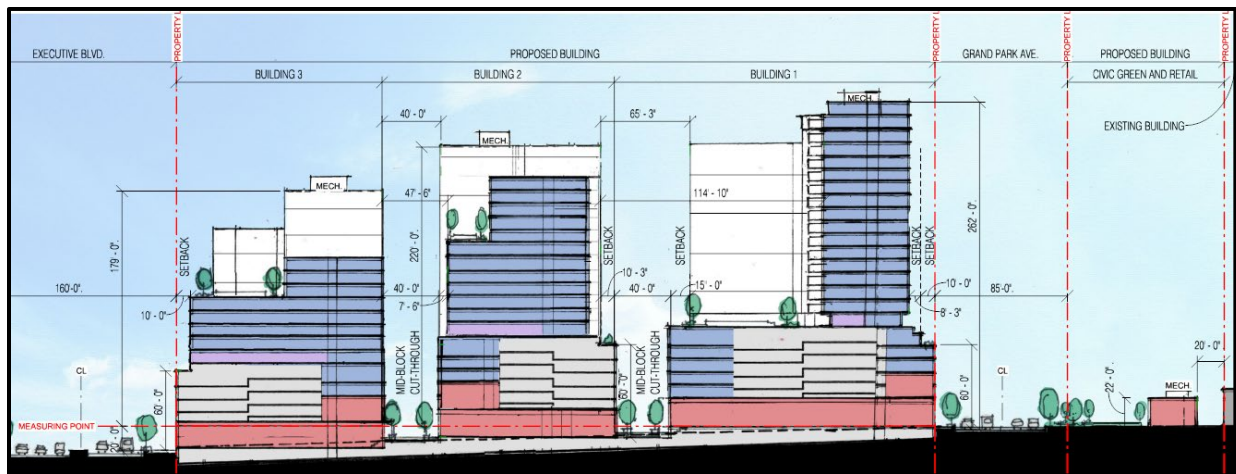 PROPERTY L
PROPERTY L
PROPERTY L
PROPERTY L
EXECUTIVE BLVD.
PROPOSED BUILDING
GRAND PARK AVE.
PROPOSED BUILDING
BUILDING 3
BUILDING 2
BUILDING 1
CIVIC GREEN AND RETAIL
MECH.
40' - 0"
65' - 3"
EXISTING BUILDING
MECH.
MECH.
47' - 6"
114' - 10"
179' - 0".
SETBACK
220' - 0".
SETBACK
SETBACK
SETBACK
SETBACK
262' - 0".
160'-0".
10' - 0"
40' - 0"
7' - 6"
10' - 3"
40' - 0"
15' - 0"
10' - 0"
8' - 3"
85'-0".
CL
60' - 0"
MID-BLOCK
CUT-THROUGH
60' - 0"
MID-BLOCK
CUT-THROUGH
60' - 0"
CL
22' - 0"
20' - 0"
MECH.
MEASURING POINT